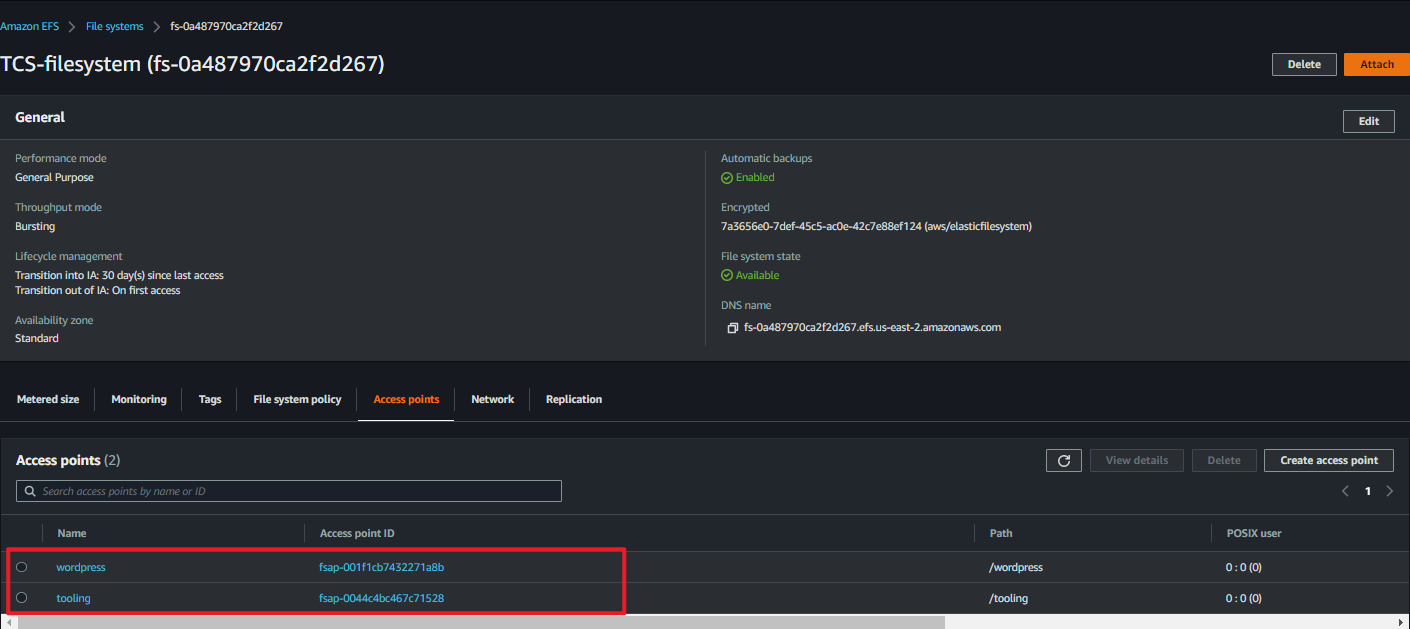 Amazon EFS > File systems > fs-0a487970ca2f2d267
TCS-filesystem (fs-0a487970ca2f2d267)
Delete
Attach
General
Edit
Performance mode
General Purpose
Throughput mode
Bursting
Lifecycle management
Transition into IA: 30 day(s) since last access
Transition out of IA: On first access
Availability zone
Standard
Automatic backups
Enabled
Encrypted
7a3656e0-7def-45c5-ac0e-42c7e88ef124 (aws/elasticfilesystem)
File system state
Available
DNS name
fs-0a487970ca2f2d267.efs.us-east-2.amazonaws.com
Metered size Monitoring Tags File system policy Access points Network Replication
Access points (2)
View details Delete Create access point
Search access points by name or ID
1
Name Access point ID Path POSIX user
wordpress fsap-001f1cb7432271a8b /wordpress 0 : 0 (0)
tooling fsap-0044c4bc467c71528 /tooling 0 : 0 (0)